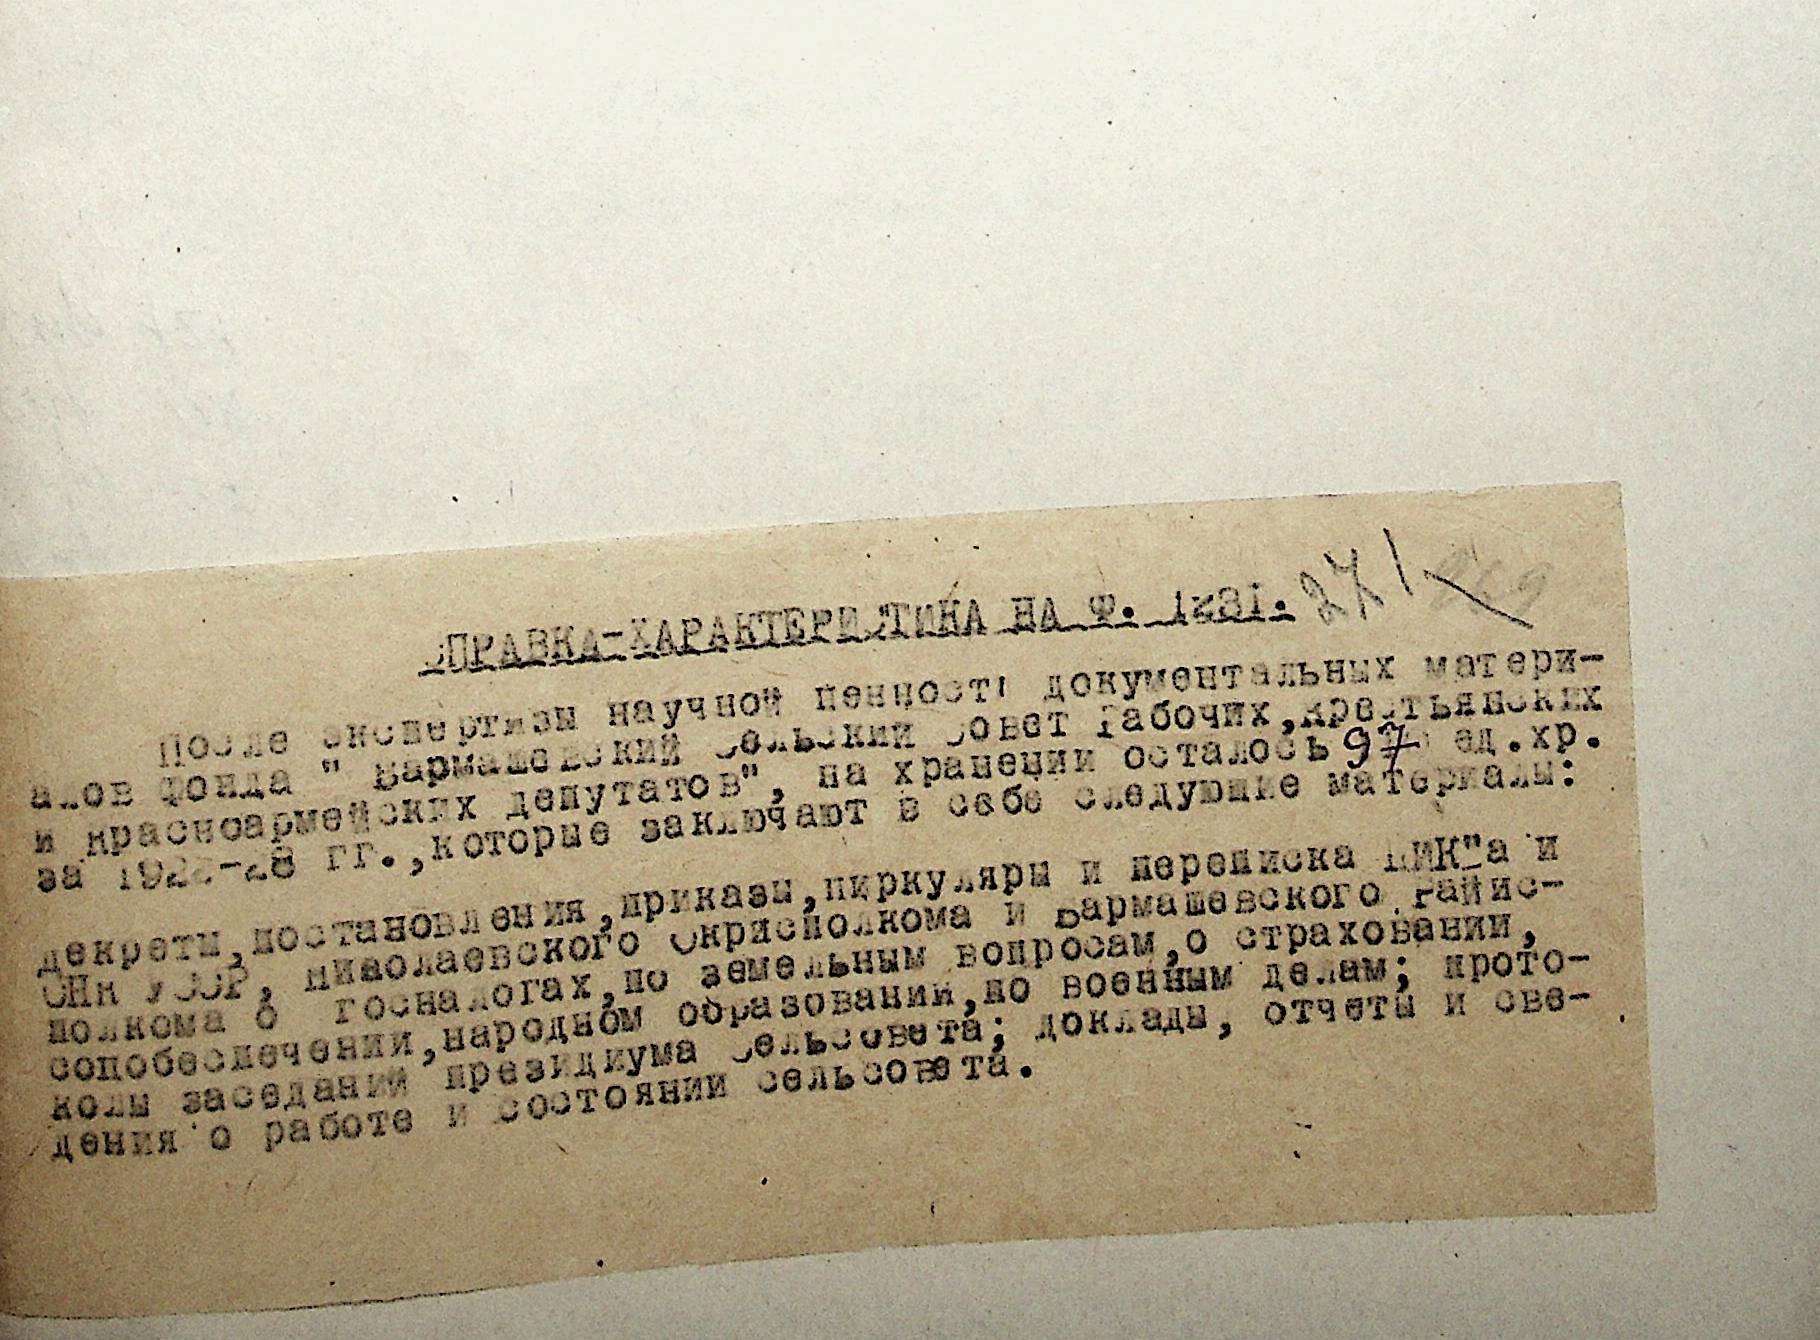 СПРАВКА-ХАРАКТЕРИСТИКА НА Ф. 1231. 271
После экспертизы научной ценности документальных матери-
алов фонда " Вармашевский Сельский Совет Рабочих,Крестьянских
и Красноармейских депутатов", на хранении осталось 97 ед.хр.
за 1922-28 гг.,которые заключают в себе следующие материалы:
декреты,постановления,приказы,циркуляры и переписка ЦИК"а и
СНК УССР, Николаевского Окрисполкома и Вармашевского Райис-
полкома о госналогах,по земельным вопросам,о страховании,
соцобеспечении,народном образовании,по военным делам; прото-
колы заседаний президиума сельсовета; доклады, отчеты и све-
дения о работе и состоянии сельсовета.